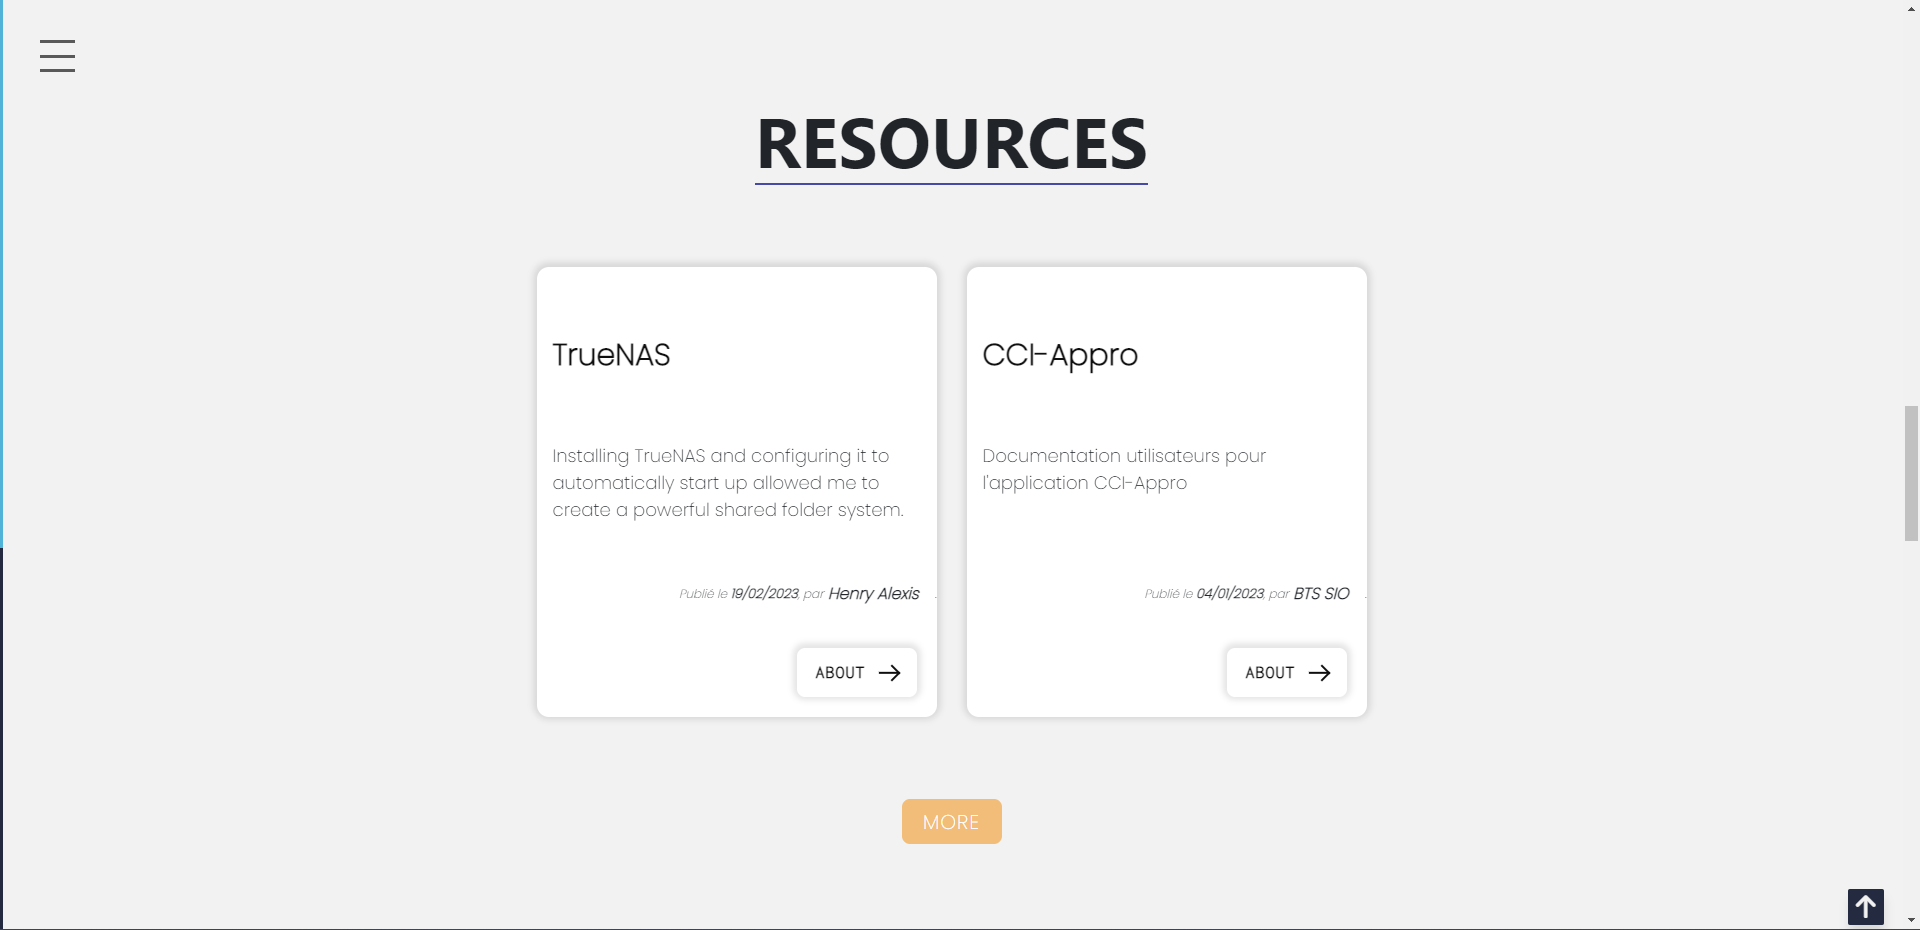 RESOURCES
TrueNAS
Installing TrueNAS and configuring it to
automatically start up allowed me to
create a powerful shared folder system.
Publié le 19/02/2023, par Henry Alexis .
ABOUT
CCI-Appro
Documentation utilisateurs pour
l'application CCI-Appro
Publié le 04/01/2023, par BTS SIO .
ABOUT
MORE